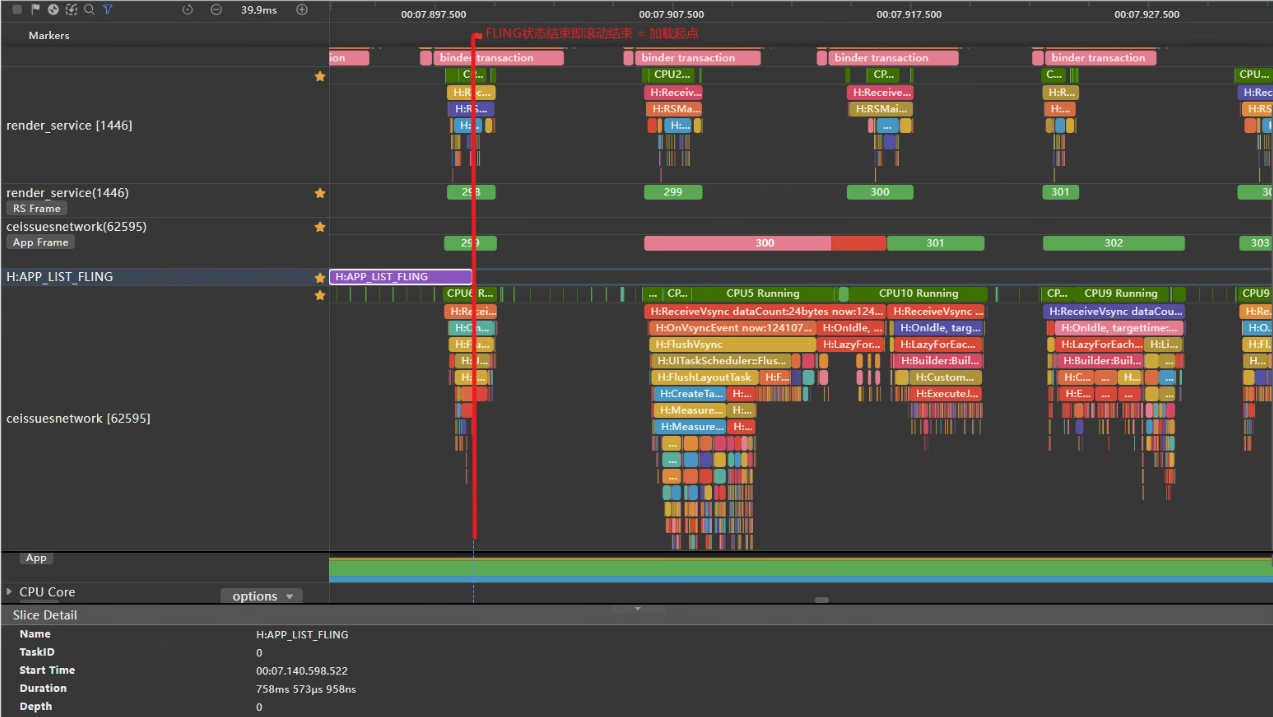 39.9ms
00:07.897.500 00:07.907.500 00:07.917.500 00:07.927.500
Markers
FLING状态结束即滚动结束 = 加载起点
ion binder transaction binder transaction binder transaction binder transaction
C... CPU2... CP... C... CPU...
render_service [1446]
H:Rec... H:Receiv... H:Receive... H:R... H:Rec
H:RS... H:RSMa... H:RSMai... H:... H:RS
H:... H:... ... H
render_service(1446)
298 299 300 301 30
RS Frame
ceissuesnetwork(62595)
App Frame
299 300 301 302 303
H:APP_LIST_FLING
H:APP_LIST_FLING
CPU6 R... ... CP... CPU5 Running CPU10 Running CP... CPU9 Running CPU9
H:Recei... H:ReceiveVsync dataCount:24bytes now:124... H:ReceiveVsync ... H:ReceiveVsync dataCou... H:Re...
H:On... H:OnVsyncEvent now:124107... H:OnIdle, ... H:OnIdle, targ... H:OnIdle, targettime:... H:O...
H:Flu... H:FlushVsync H:LazyFor... H:LazyForEac... H:LazyForEach... H:Li... H:Fl...
H:UITaskScheduler::Flus... H:Builder:Buil... H:Builder:Buil... ... H:...
H:... H:FlushLayoutTask H:F... H:Custom... H:C... ... H:...
H:CreateTa... H:... H:ExecuteJ... H:E... ... ...
ceissuesnetwork [62595]
H:Measure... H:...
H:Measure... H:...
...
...
...
App
CPU Core
options
Slice Detail
Name H:APP_LIST_FLING
TaskID 0
Start Time 00:07.140.598.522
Duration 758ms 573μs 958ns
Depth 0